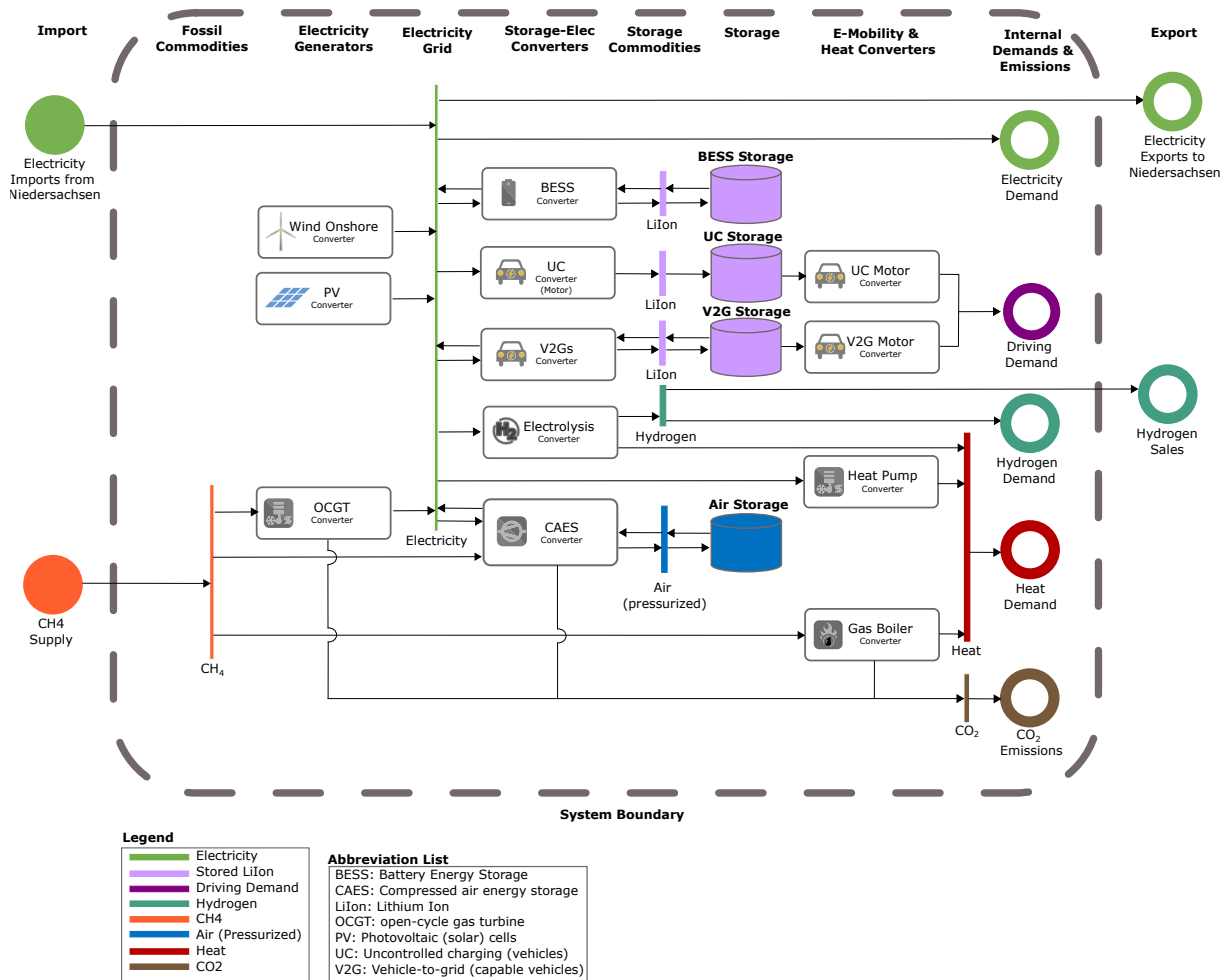 Import
Fossil
Commodities
Electricity
Generators
Electricity
Grid
Storage-Elec
Converters
Storage
Commodities
Storage
E-Mobility &
Heat Converters
Internal
Demands &
Emissions
Export
Electricity
Imports from
Niedersachsen
Electricity
Exports to
Niedersachsen
Electricity
Demand
BESS Storage
BESS
Converter
LiIon
Wind Onshore
Converter
UC Storage
UC
Converter
(Motor)
LiIon
UC Motor
Converter
PV
Converter
V2G Storage
V2Gs
Converter
LiIon
V2G Motor
Converter
Driving
Demand
Electrolysis
Converter
Hydrogen
Hydrogen
Demand
Hydrogen
Sales
Heat Pump
Converter
OCGT
Converter
Electricity
CAES
Converter
Air Storage
Air
(pressurized)
Heat
Demand
CH4
Supply
CH₄
Gas Boiler
Converter
Heat
CO₂
CO₂
Emissions
System Boundary
Legend
Electricity
Stored LiIon
Driving Demand
Hydrogen
CH4
Air (Pressurized)
Heat
CO2
Abbreviation List
BESS: Battery Energy Storage
CAES: Compressed air energy storage
LiIon: Lithium Ion
OCGT: open-cycle gas turbine
PV: Photovoltaic (solar) cells
UC: Uncontrolled charging (vehicles)
V2G: Vehicle-to-grid (capable vehicles)